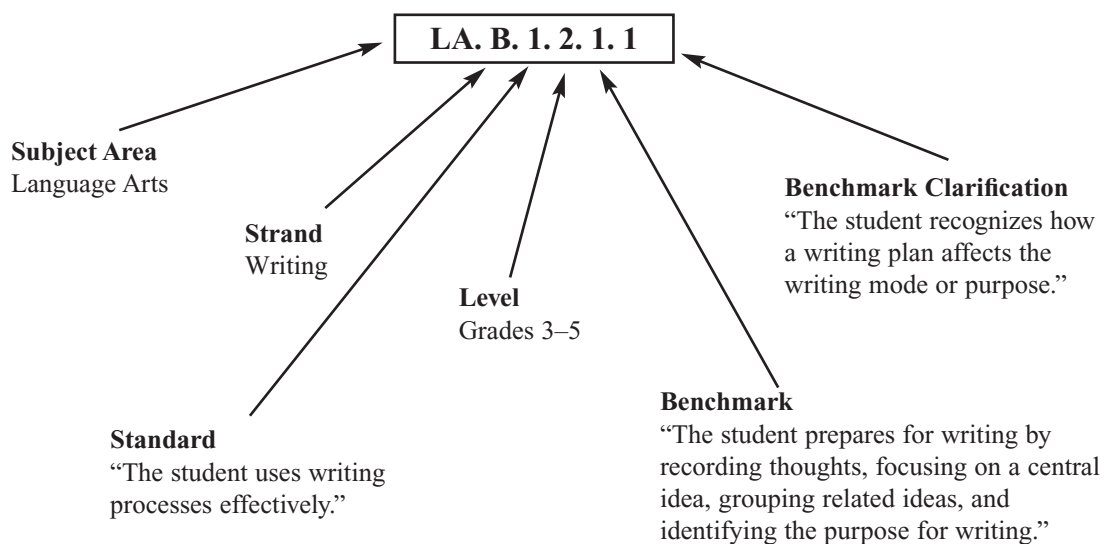 LA. B. 1. 2. 1. 1
Subject Area
Language Arts
Strand
Writing
Level
Grades 3–5
Benchmark Clarification
“The student recognizes how
a writing plan affects the
writing mode or purpose.”
Standard
“The student uses writing
processes effectively.”
Benchmark
“The student prepares for writing by
recording thoughts, focusing on a central
idea, grouping related ideas, and
identifying the purpose for writing.”